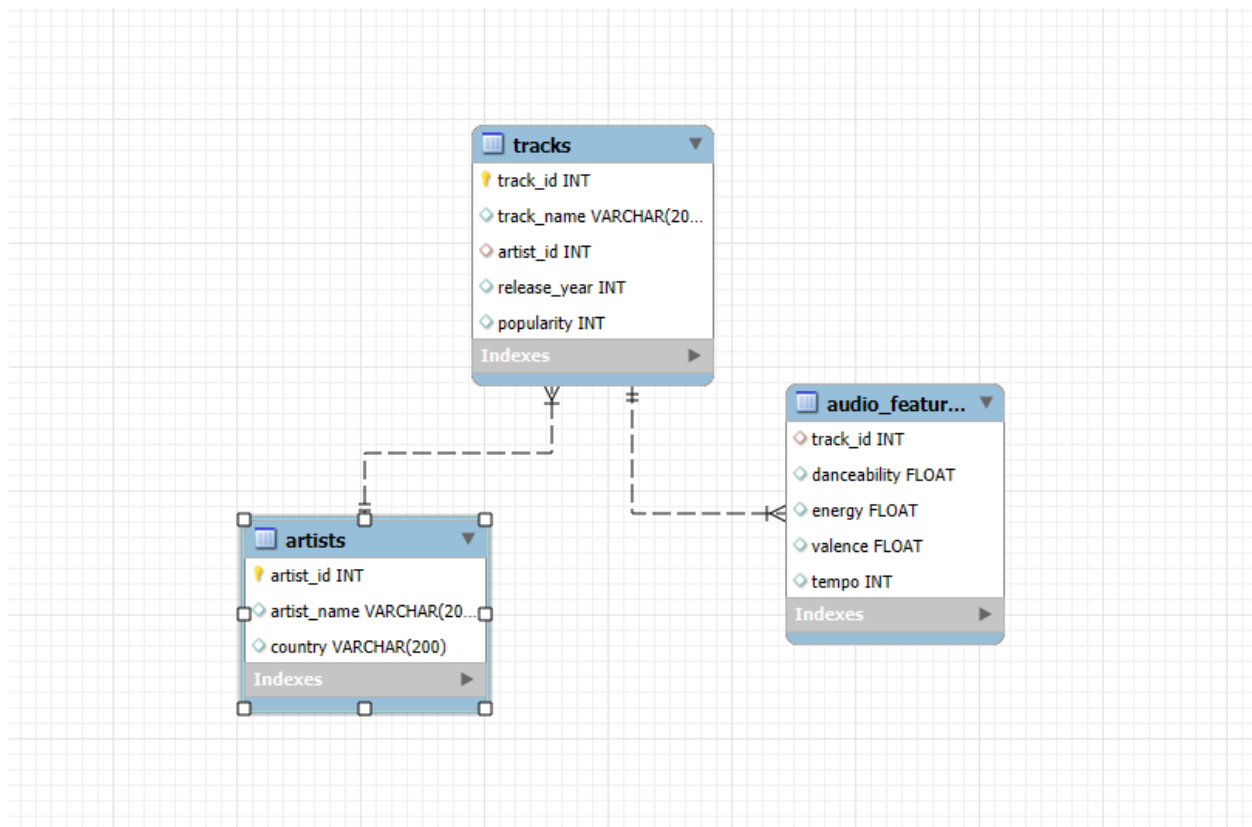 tracks
track_id INT
track_name VARCHAR(20...
artist_id INT
release_year INT
popularity INT
Indexes
audio_featur...
track_id INT
danceability FLOAT
energy FLOAT
valence FLOAT
tempo INT
Indexes
artists
artist_id INT
artist_name VARCHAR(20...
country VARCHAR(200)
Indexes